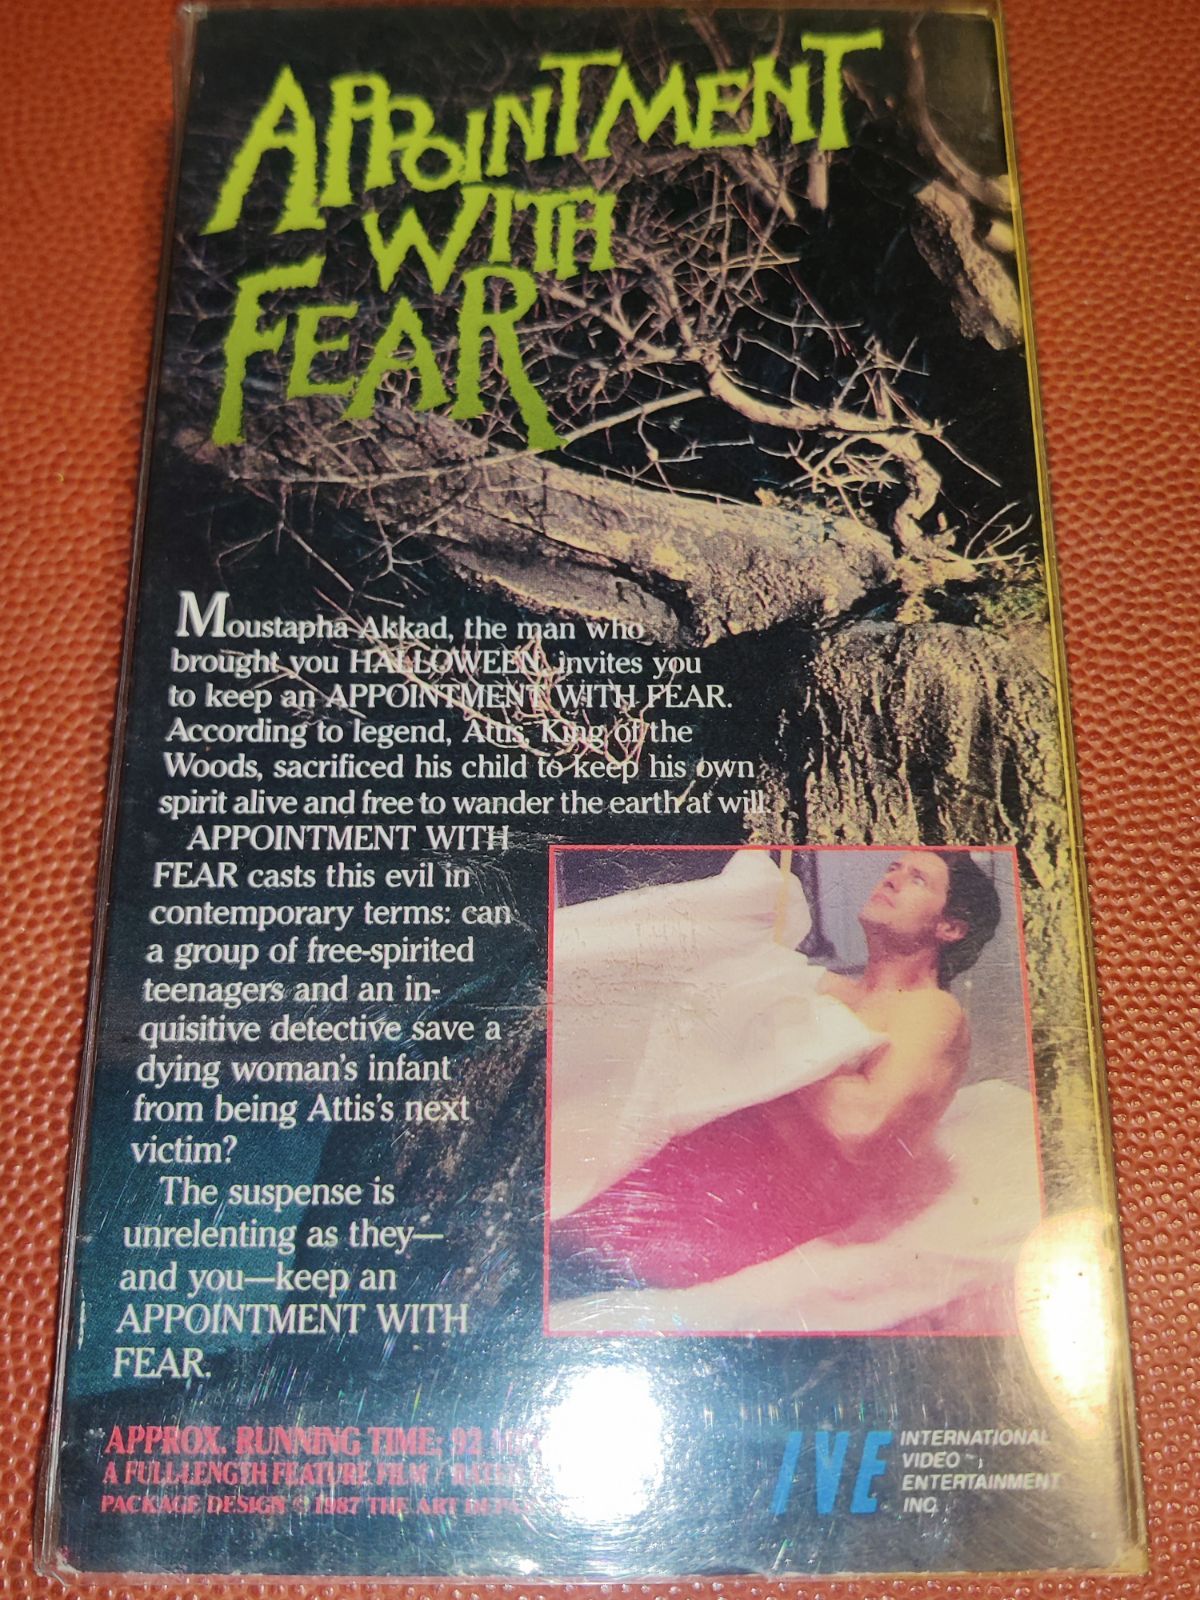 APPOINTMENT
WITH
FEAR
Moustapha Akkad, the man who
brought you HALLOWEEN, invites you
to keep an APPOINTMENT WITH FEAR.
According to legend, Attis, King of the
Woods, sacrificed his child to keep his own
spirit alive and free to wander the earth at will.
APPOINTMENT WITH
FEAR casts this evil in
contemporary terms: can
a group of free-spirited
teenagers and an in-
quisitive detective save a
dying woman's infant
from being Attis's next
victim?
The suspense is
unrelenting as they—
and you—keep an
APPOINTMENT WITH
FEAR.
APPROX. RUNNING TIME: 92
A FULL-LENGTH FEATURE FILM / RATED
PACKAGE DESIGN © 1987 THE ART
IVE INTERNATIONAL
VIDEO
ENTERTAINMENT
INC.